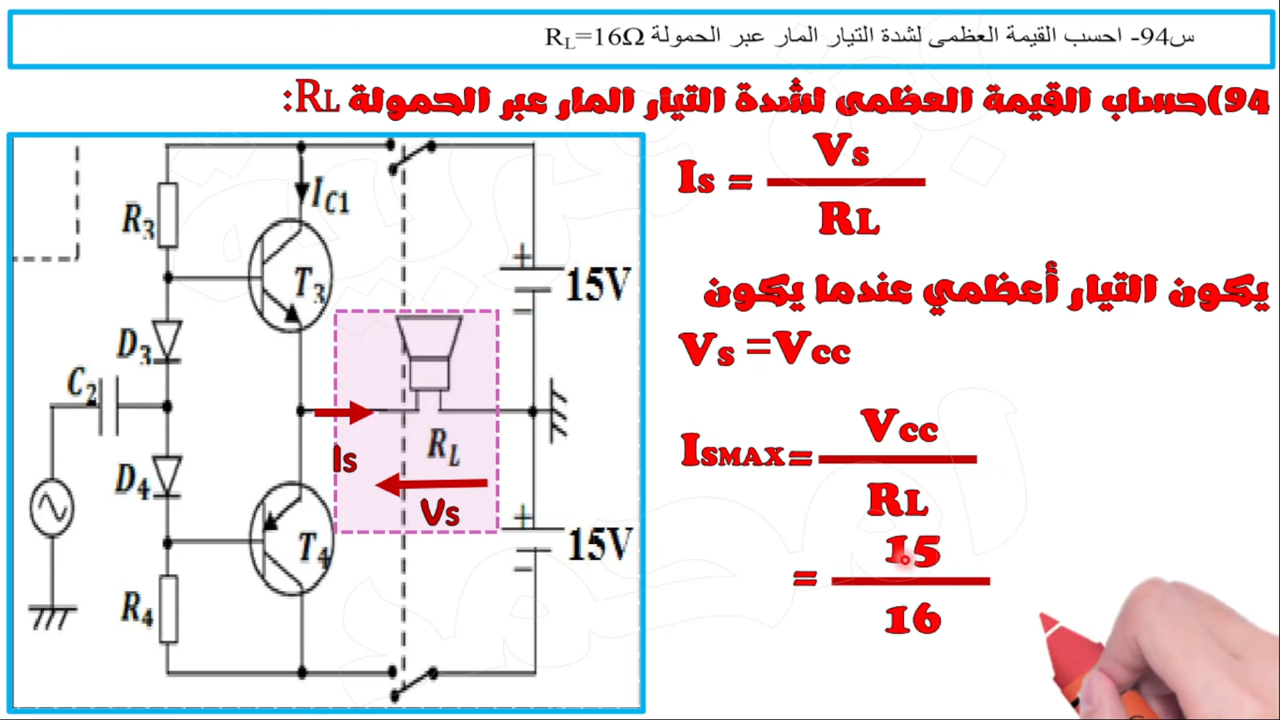 س94- احسب القيمة العظمى لشدة التيار المار عبر الحمولة RL=16Ω
94)حساب القيمة العظمى لشدة التيار المار عبر الحمولة RL:
Is = Vs
RL
يكون التيار أعظمي عندما يكون
Vs =Vcc
ISMAX= Vcc
RL
= 15
16
IC1
R3
T3
+
15V
−
D3
C2
RL
Is
D4
Vs
+
15V
−
T4
R4